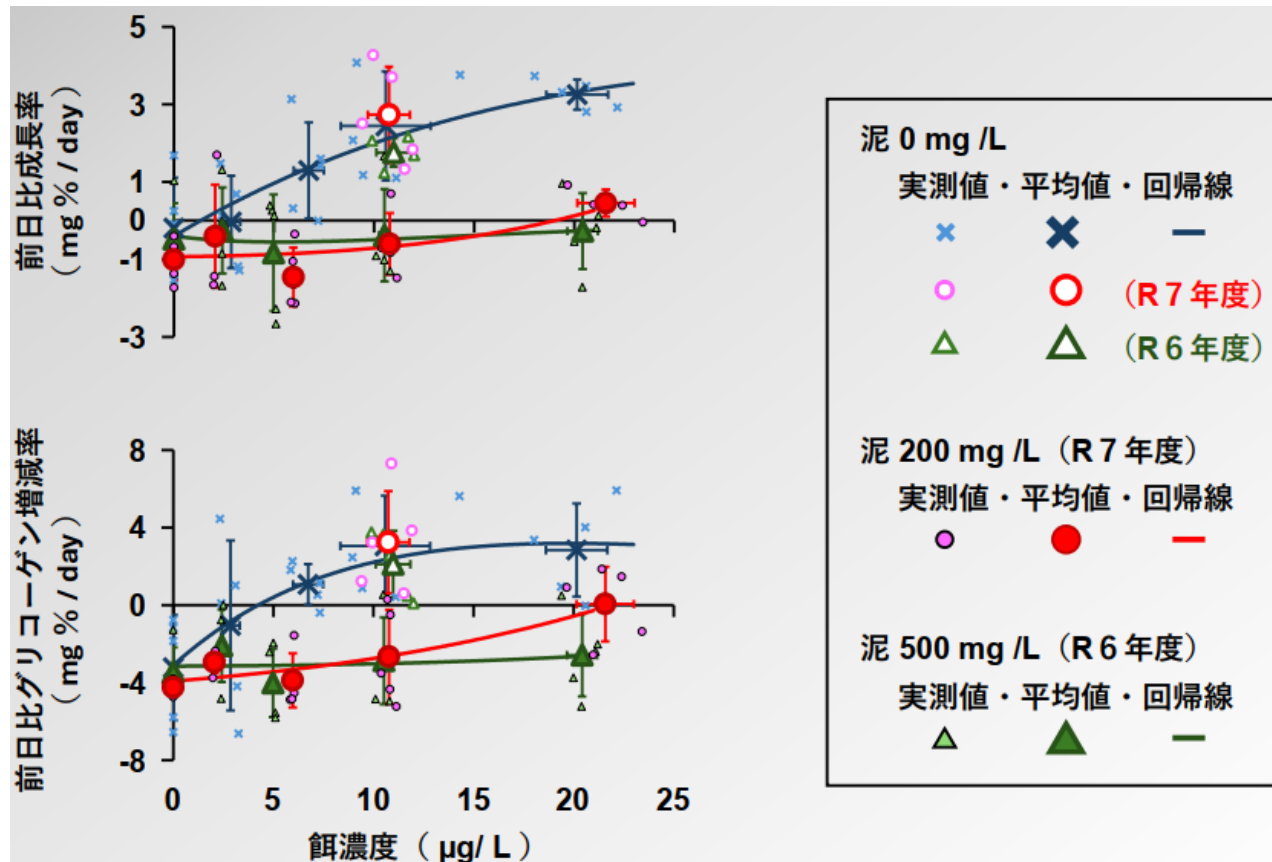 前日比成長率
( mg % / day )
5
3
1
0
-1
-3
前日比グリコーゲン増減率
( mg % / day )
8
4
0
-4
-8
0 5 10 15 20 25
餌濃度 ( µg/ L )
泥 0 mg /L
実測値・平均値・回帰線
(R 7 年度)
(R 6 年度)
泥 200 mg /L (R 7 年度)
実測値・平均値・回帰線
泥 500 mg /L (R 6 年度)
実測値・平均値・回帰線